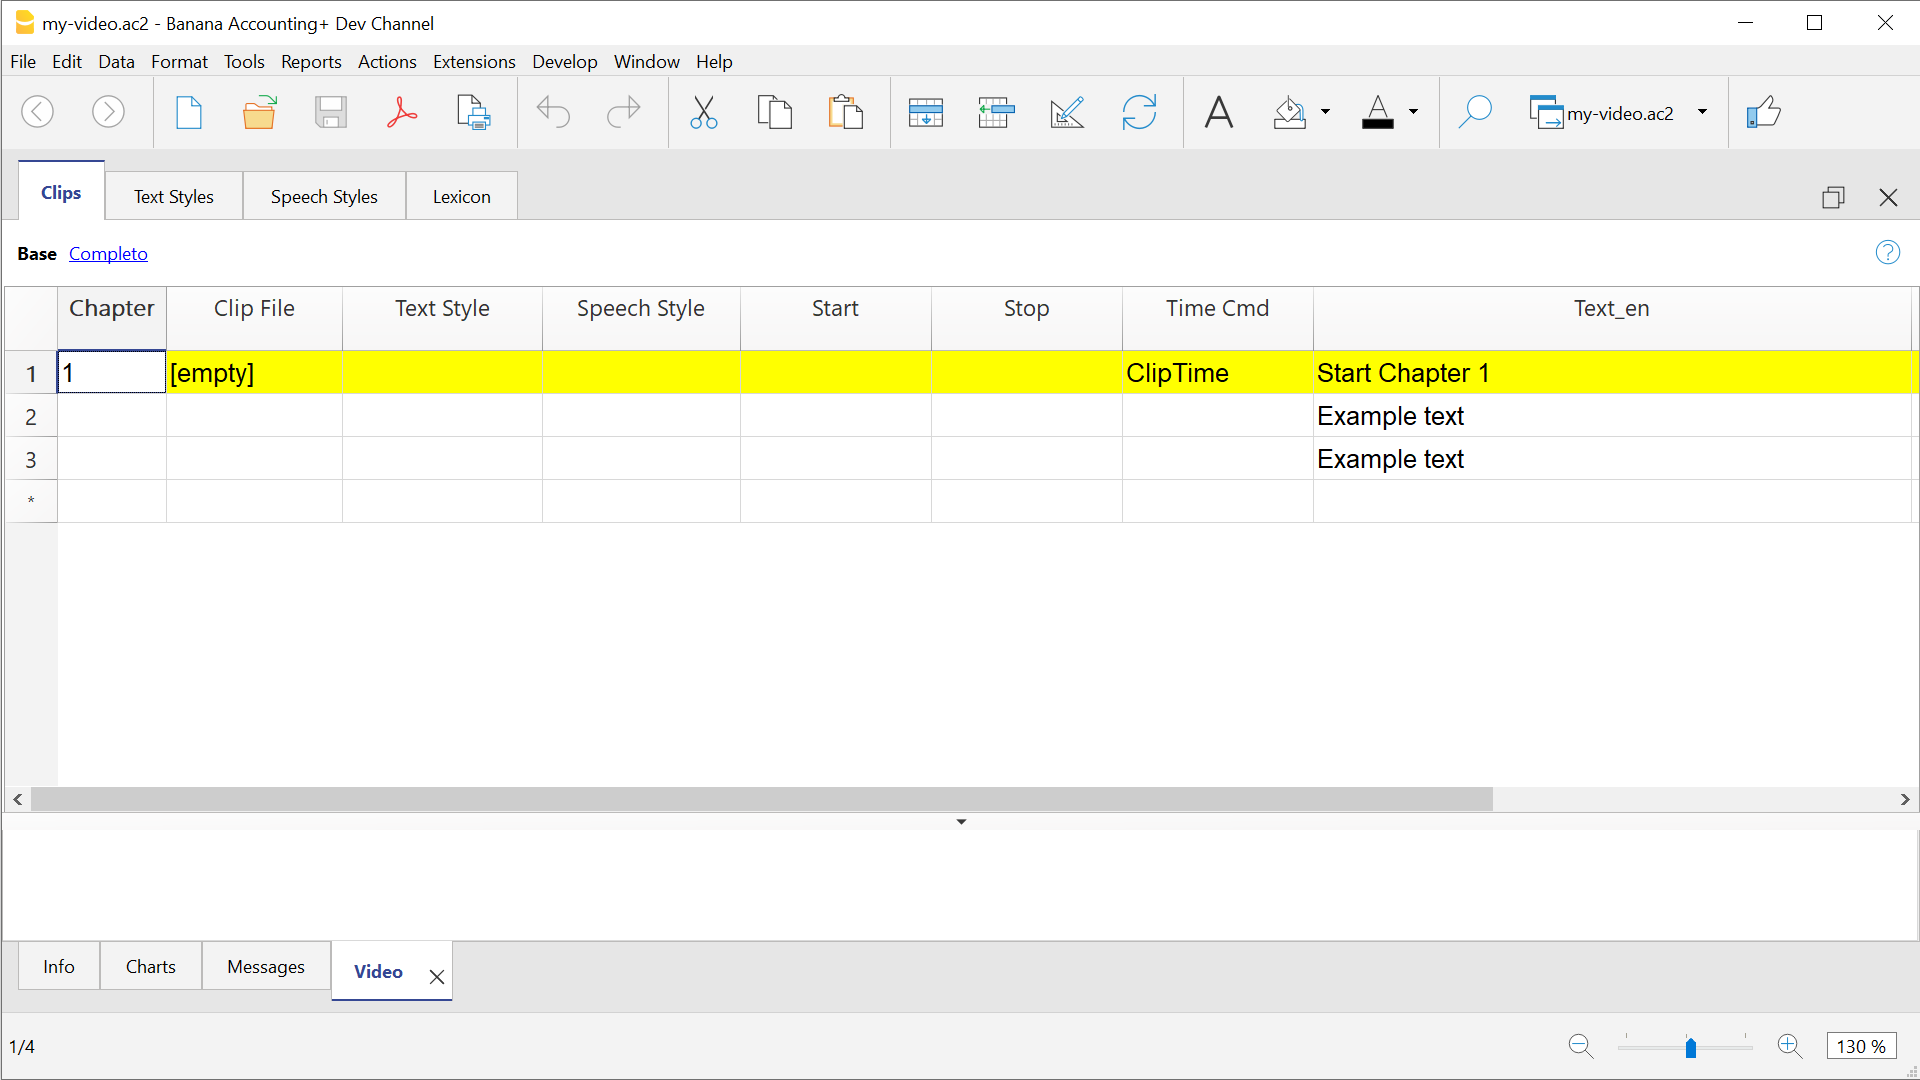 my-video.ac2 - Banana Accounting+ Dev Channel
File Edit Data Format Tools Reports Actions Extensions Develop Window Help
my-video.ac2
Clips Text Styles Speech Styles Lexicon
Base Completo
Chapter Clip File Text Style Speech Style Start Stop Time Cmd Text_en
1 1 [empty] ClipTime Start Chapter 1
2 Example text
3 Example text
*
Info Charts Messages Video
1/4 130 %